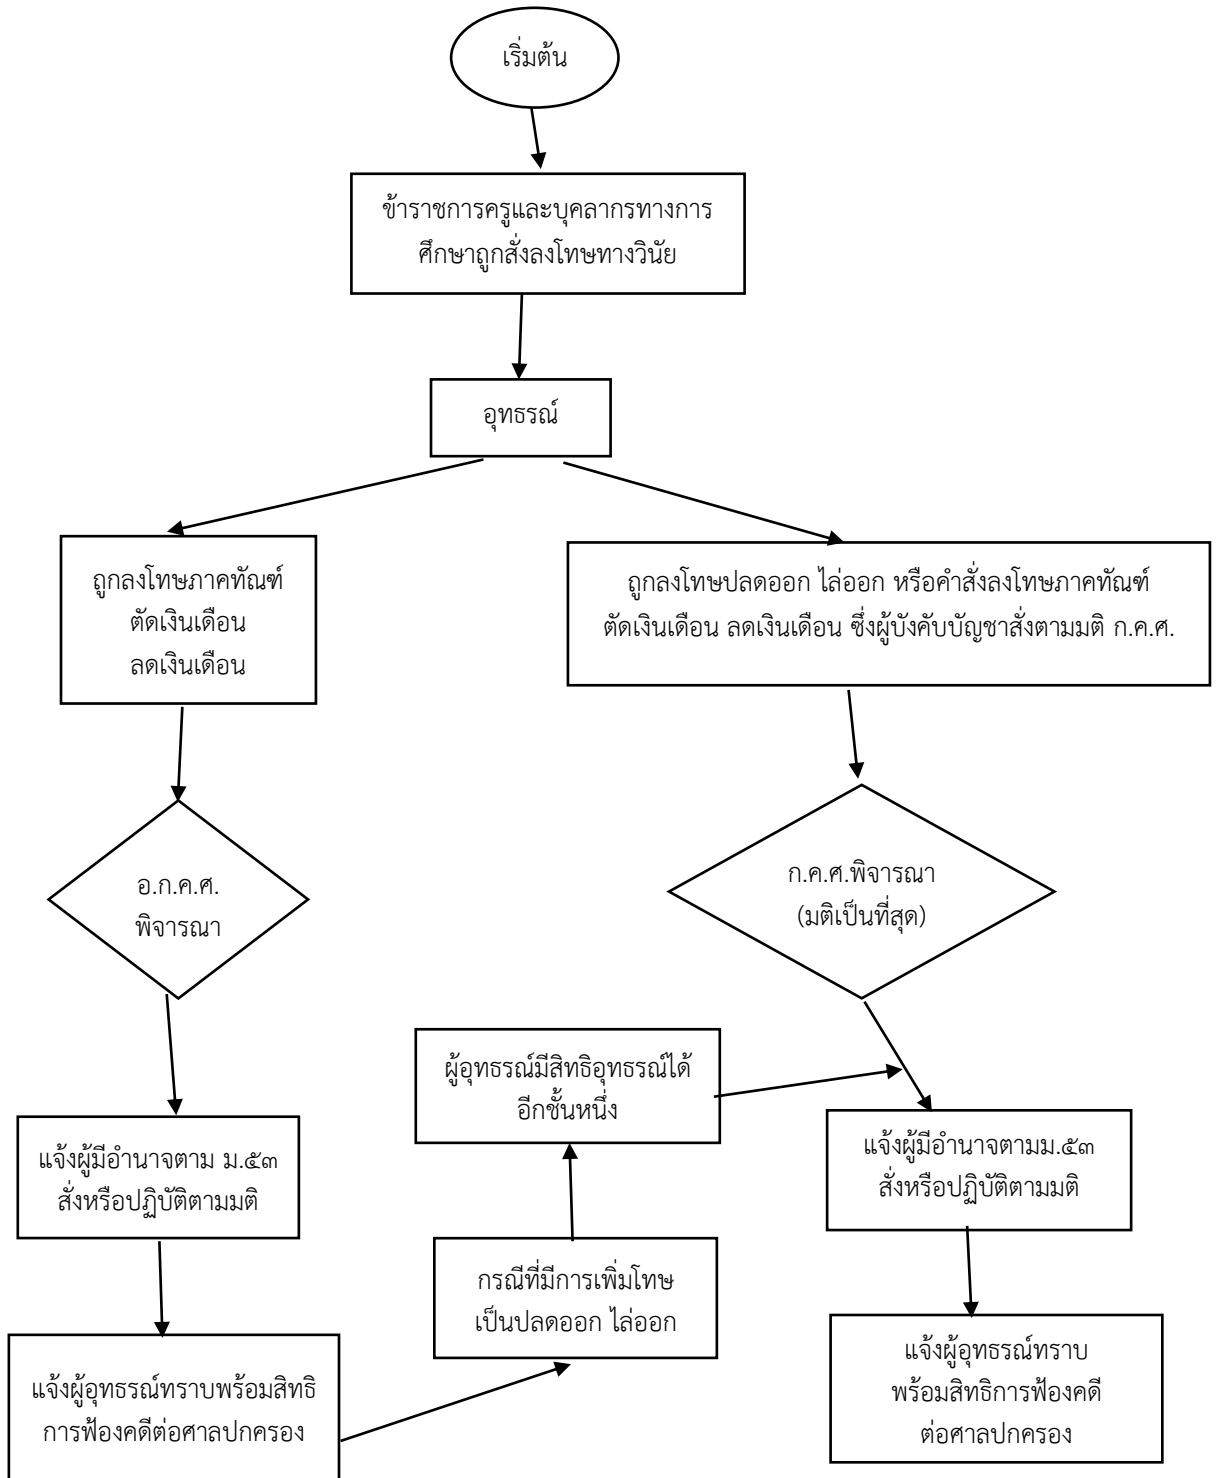 เริ่มต้น
ข้าราชการครูและบุคลากรทางการ
ศึกษาถูกสั่งลงโทษทางวินัย
อุทธรณ์
ถูกลงโทษภาคทัณฑ์
ตัดเงินเดือน
ลดเงินเดือน
ถูกลงโทษปลดออก ไล่ออก หรือคำสั่งลงโทษภาคทัณฑ์
ตัดเงินเดือน ลดเงินเดือน ซึ่งผู้บังคับบัญชาสั่งตามมติ ก.ค.ศ.
อ.ก.ค.ศ.
พิจารณา
ก.ค.ศ.พิจารณา
(มติเป็นที่สุด)
ผู้อุทธรณ์มีสิทธิอุทธรณ์ได้
อีกชั้นหนึ่ง
แจ้งผู้มีอำนาจตาม ม.๕๓
สั่งหรือปฏิบัติตามมติ
แจ้งผู้มีอำนาจตามม.๕๓
สั่งหรือปฏิบัติตามมติ
กรณีที่มีการเพิ่มโทษ
เป็นปลดออก ไล่ออก
แจ้งผู้อุทธรณ์ทราบพร้อมสิทธิ
การฟ้องคดีต่อศาลปกครอง
แจ้งผู้อุทธรณ์ทราบ
พร้อมสิทธิการฟ้องคดี
ต่อศาลปกครอง